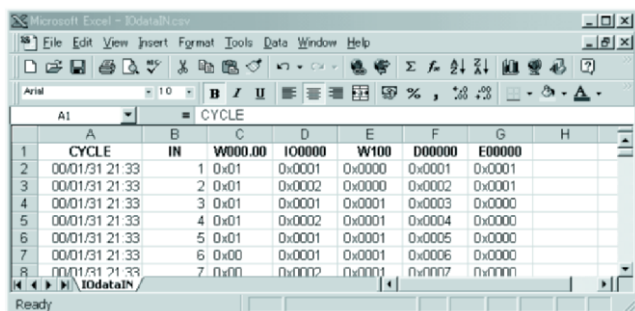 Microsoft Excel - IOdataIN.csv
File Edit View Insert Format Tools Data Window Help
Arial 10 B I U % ,
A1 = CYCLE
A B C D E F G H
1 CYCLE IN W000.00 IO0000 W100 D00000 E00000
2 00/01/31 21:33 1 0x01 0x0001 0x0000 0x0001 0x0001
3 00/01/31 21:33 2 0x01 0x0002 0x0000 0x0002 0x0001
4 00/01/31 21:33 3 0x01 0x0001 0x0001 0x0003 0x0000
5 00/01/31 21:33 4 0x01 0x0002 0x0001 0x0004 0x0000
6 00/01/31 21:33 5 0x01 0x0001 0x0001 0x0005 0x0000
7 00/01/31 21:33 6 0x00 0x0001 0x0001 0x0006 0x0000
8 00/01/31 21:33 7 0x00 0x0002 0x0001 0x0007 0x0000
IOdataIN
Ready